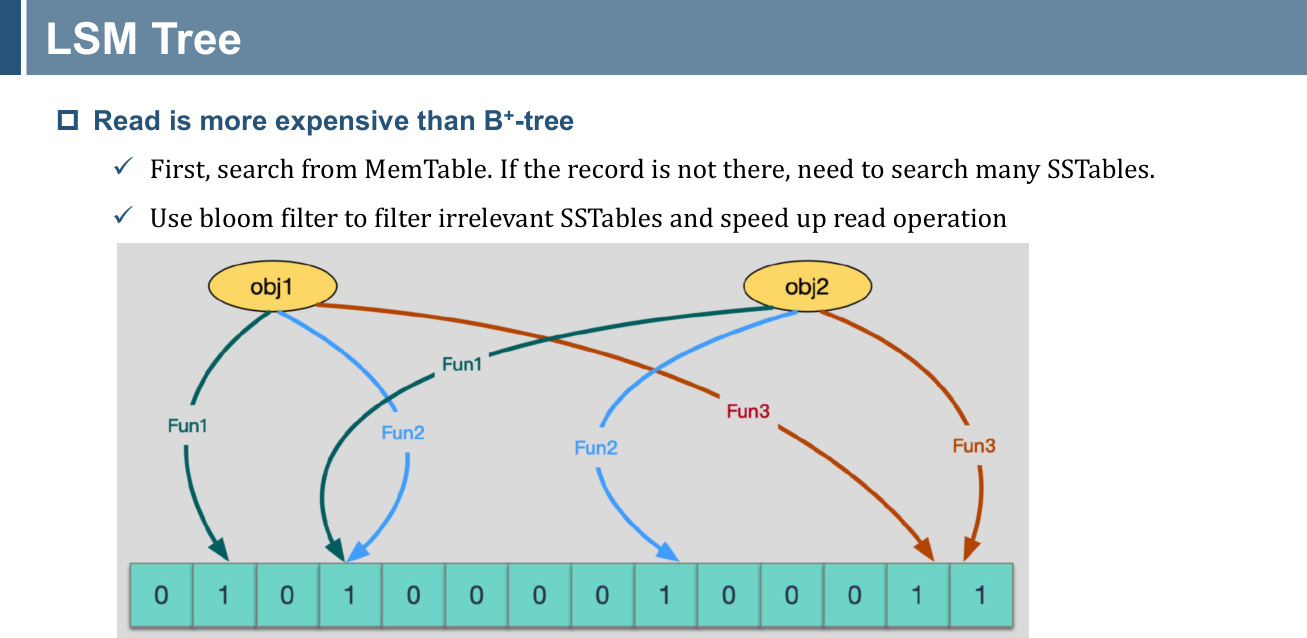 LSM Tree
Read is more expensive than B⁺-tree
First, search from MemTable. If the record is not there, need to search many SSTables.
Use bloom filter to filter irrelevant SSTables and speed up read operation
obj1
obj2
Fun1
Fun3
Fun1
Fun2
Fun2
Fun3
0 1 0 1 0 0 0 0 1 0 0 0 1 1